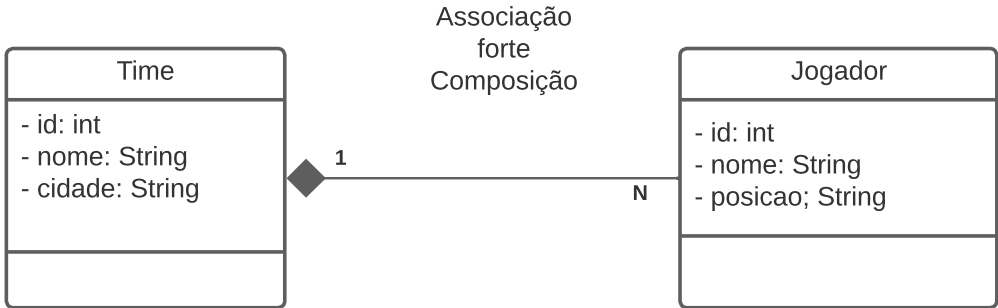 Associação
forte
Composição
Time
- id: int
- nome: String
- cidade: String
1
N
Jogador
- id: int
- nome: String
- posicao; String